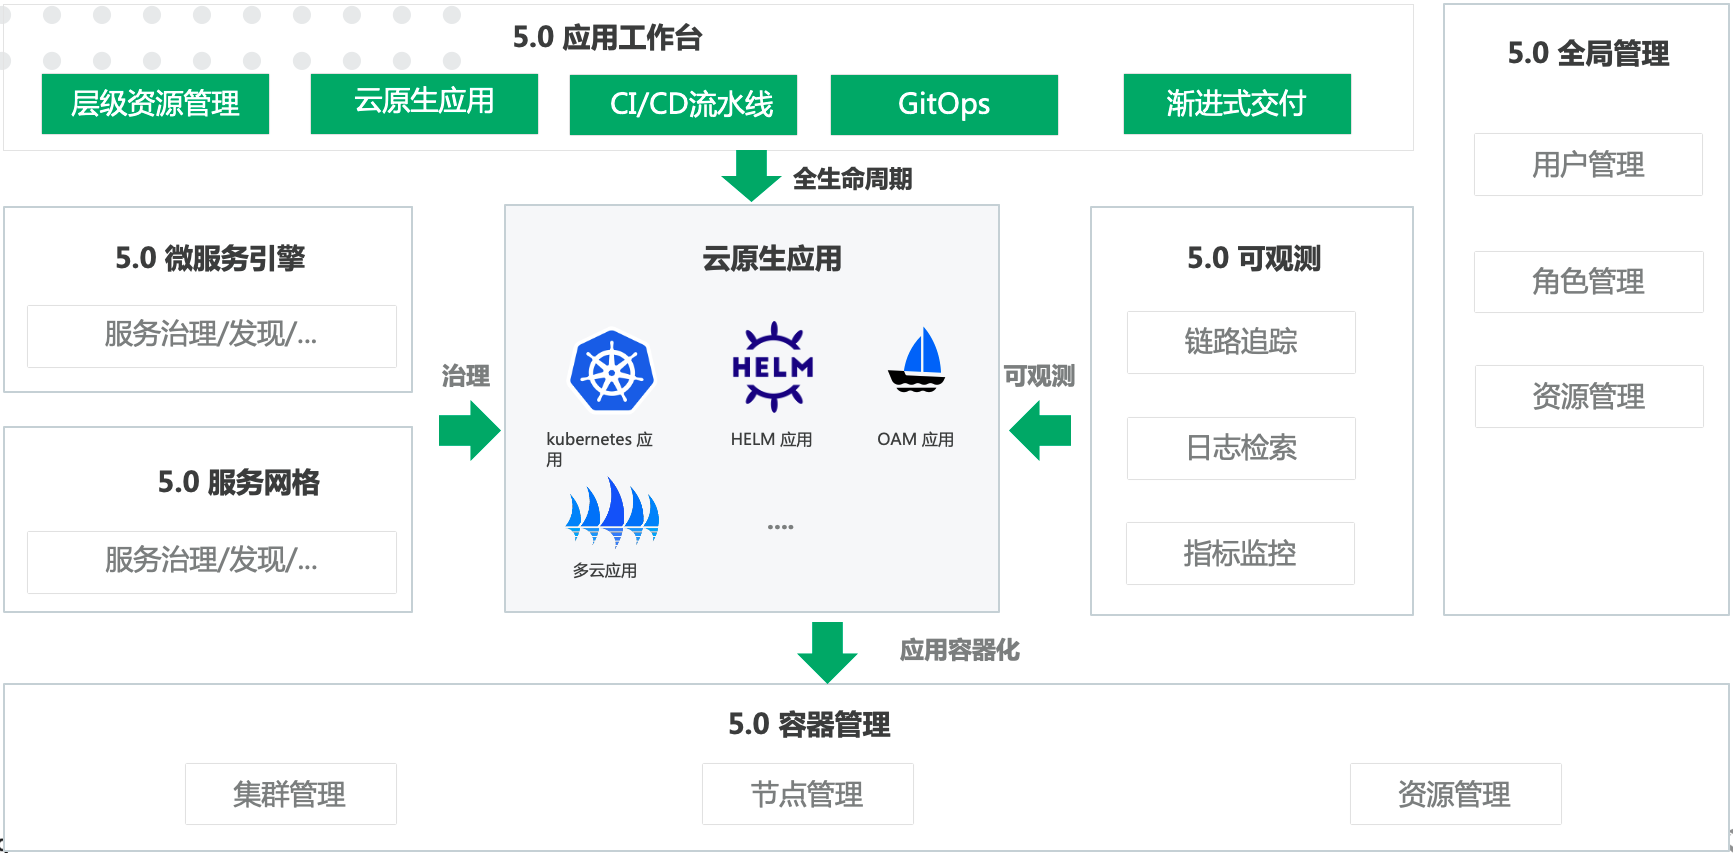 5.0 应用工作台
层级资源管理
云原生应用
CI/CD流水线
GitOps
渐进式交付
全生命周期
5.0 微服务引擎
服务治理/发现/...
5.0 服务网格
服务治理/发现/...
治理
云原生应用
HELM
kubernetes 应
用
HELM 应用
OAM 应用
多云应用
....
可观测
5.0 可观测
链路追踪
日志检索
指标监控
5.0 全局管理
用户管理
角色管理
资源管理
应用容器化
5.0 容器管理
集群管理
节点管理
资源管理